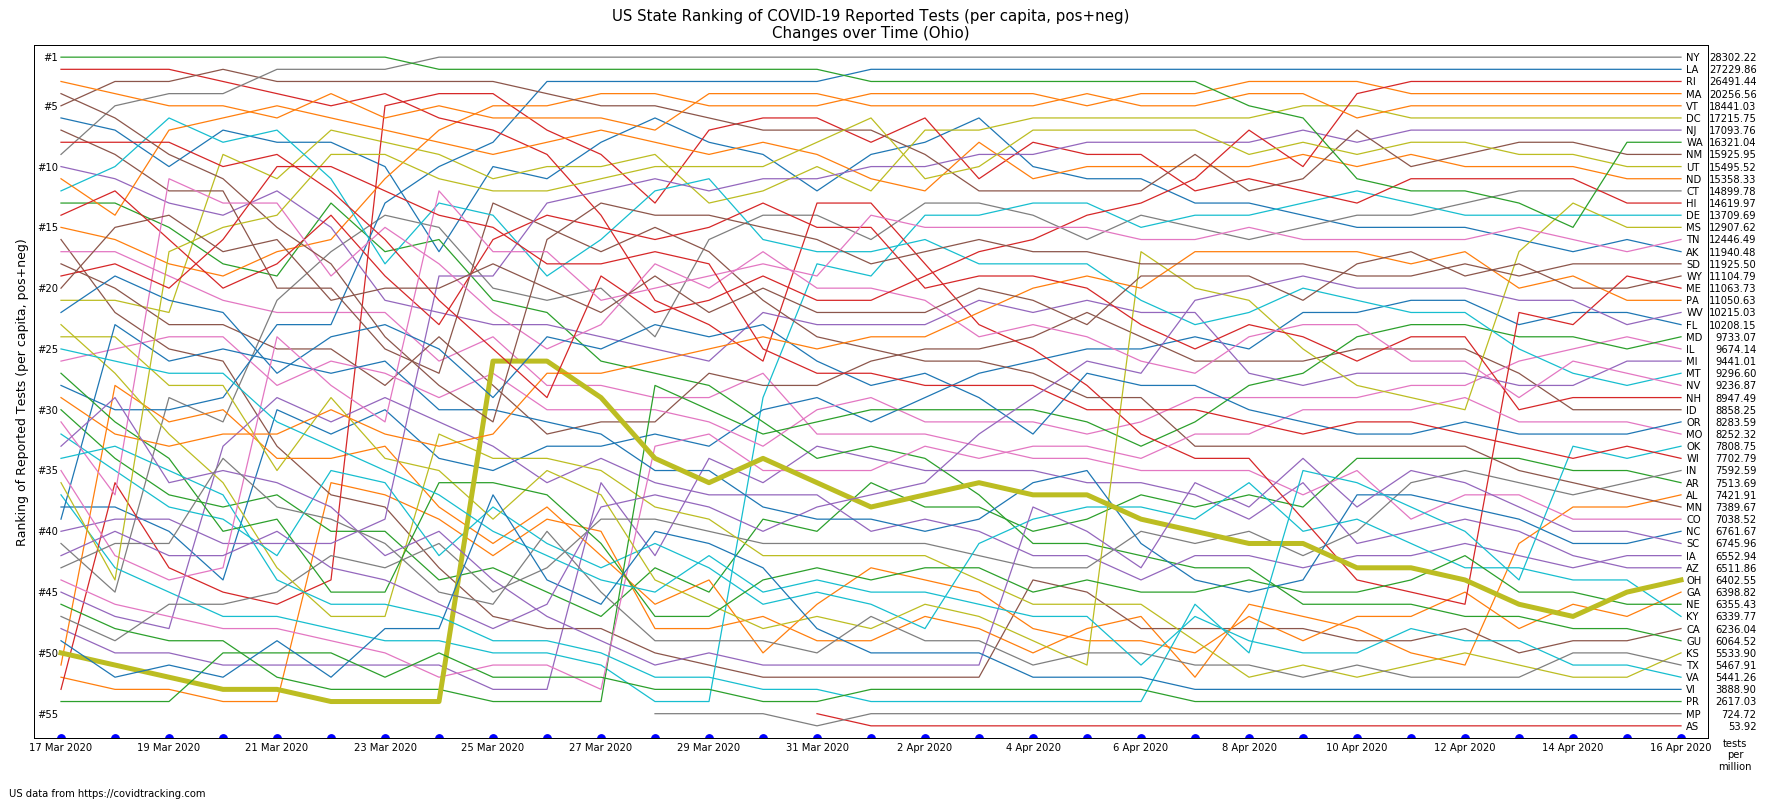 US State Ranking of COVID-19 Reported Tests (per capita, pos+neg)
Changes over Time (Ohio)
Ranking of Reported Tests (per capita, pos+neg)
#1
#5
#10
#15
#20
#25
#30
#35
#40
#45
#50
#55
NY 28302.22
LA 27229.86
RI 26491.44
MA 20256.56
VT 18441.03
DC 17215.75
NJ 17093.76
WA 16321.04
NM 15925.95
UT 15495.52
ND 15358.33
CT 14899.78
HI 14619.97
DE 13709.69
MS 12907.62
TN 12446.49
AK 11940.48
SD 11925.50
WY 11104.79
ME 11063.73
PA 11050.63
WV 10215.03
FL 10208.15
MD 9733.07
IL 9674.14
MI 9441.01
MT 9296.60
NV 9236.87
NH 8947.49
ID 8858.25
OR 8283.59
MO 8252.32
OK 7808.75
WI 7702.79
IN 7592.59
AR 7513.69
AL 7421.91
MN 7389.67
CO 7038.52
NC 6761.67
SC 6745.96
IA 6552.94
AZ 6511.86
OH 6402.55
GA 6398.82
NE 6355.43
KY 6339.77
CA 6236.04
GU 6064.52
KS 5533.90
TX 5467.91
VA 5441.26
VI 3888.90
PR 2617.03
MP 724.72
AS 53.92
17 Mar 2020 19 Mar 2020 21 Mar 2020 23 Mar 2020 25 Mar 2020 27 Mar 2020 29 Mar 2020 31 Mar 2020 2 Apr 2020 4 Apr 2020 6 Apr 2020 8 Apr 2020 10 Apr 2020 12 Apr 2020 14 Apr 2020 16 Apr 2020
tests
per
million
US data from https://covidtracking.com